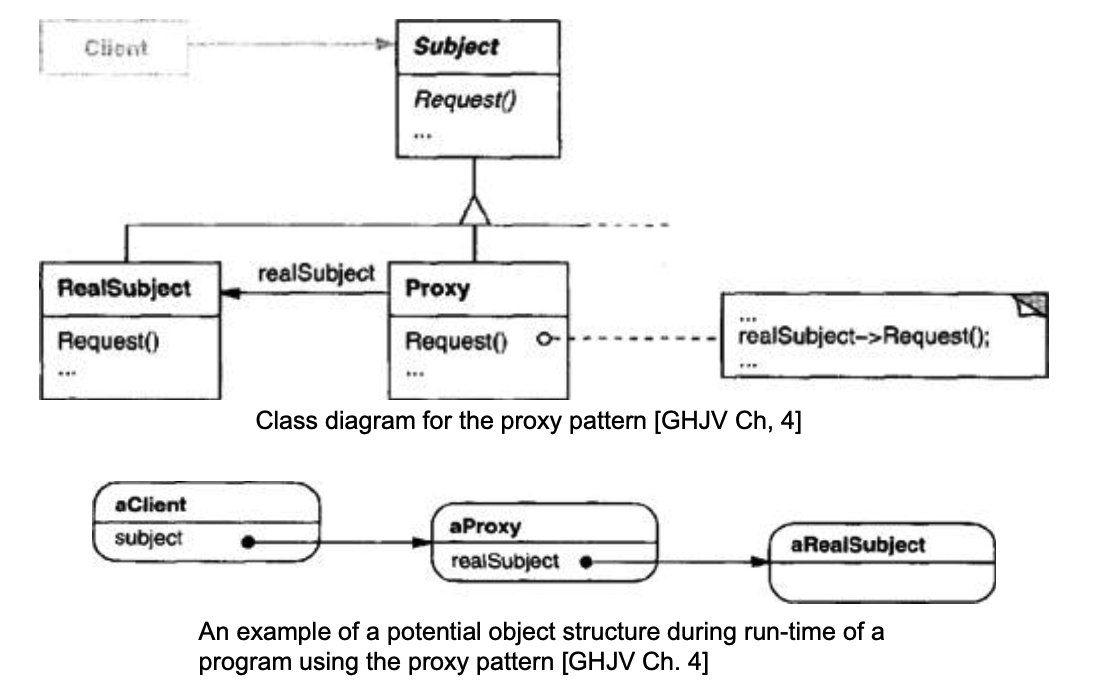 Client
Subject
Request()
...
RealSubject
Request()
...
realSubject
Proxy
Request()
...
...
realSubject->Request();
...
Class diagram for the proxy pattern [GHJV Ch, 4]
aClient
subject
aProxy
realSubject
aRealSubject
An example of a potential object structure during run-time of a
program using the proxy pattern [GHJV Ch. 4]